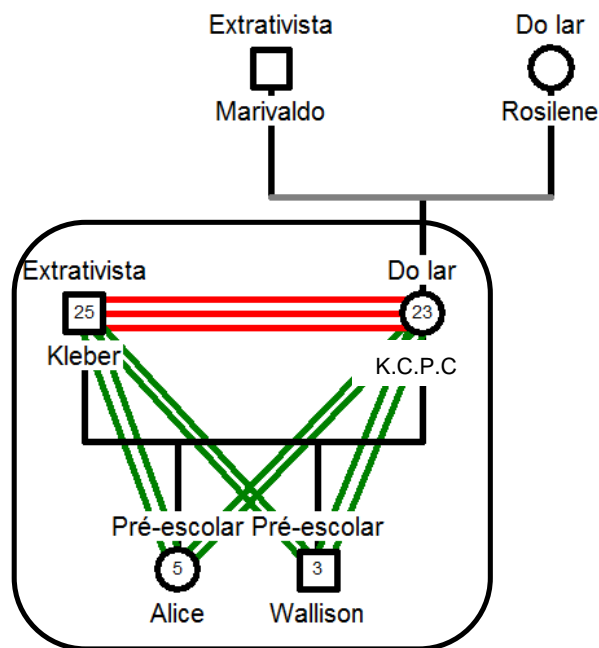 Extrativista
Do lar
Marivaldo
Rosilene
Extrativista
Do lar
25
23
Kleber
K.C.P.C
Pré-escolar
Pré-escolar
5
3
Alice
Wallison